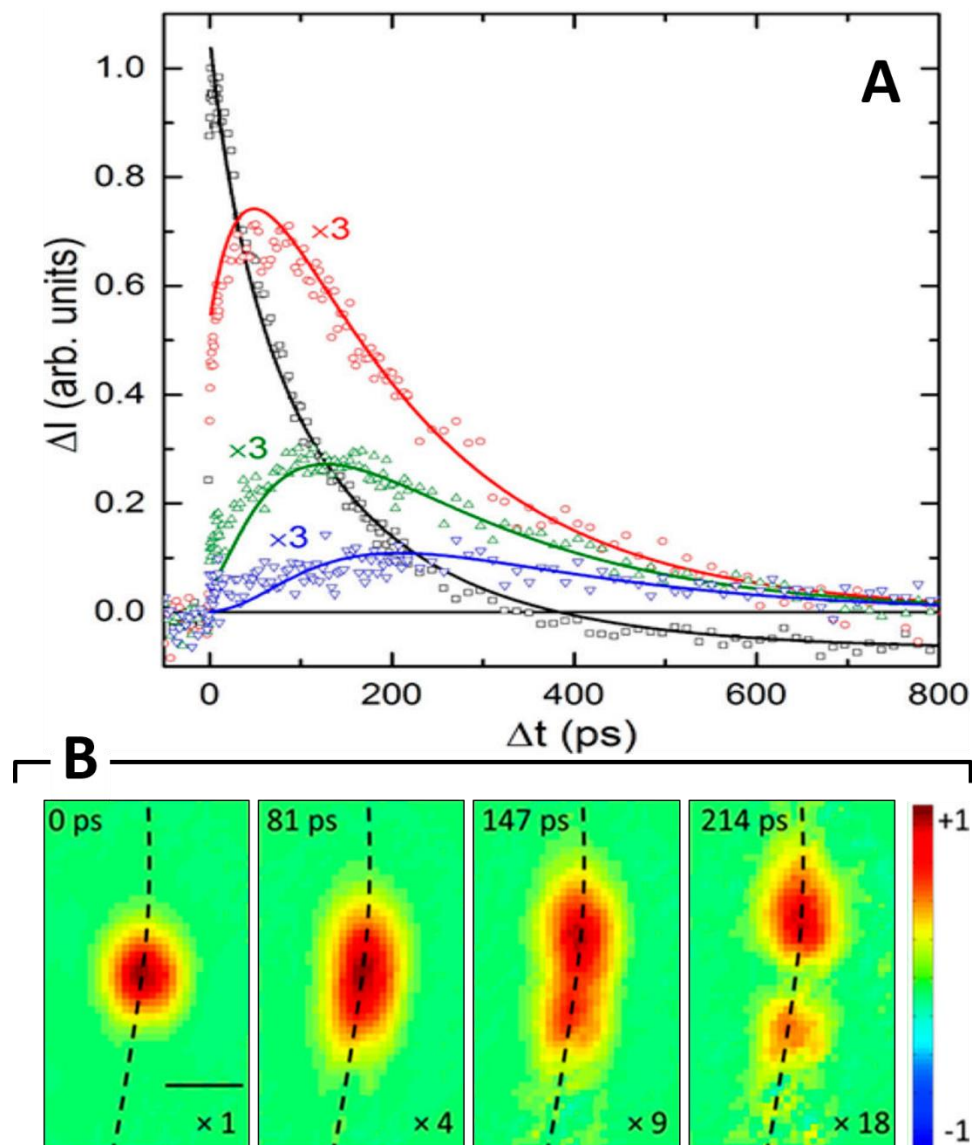 A
1.0
0.8
0.6
0.4
0.2
0.0
ΔI (arb. units)
×3
×3
×3
0 200 400 600 800
Δt (ps)
B
0 ps 81 ps 147 ps 214 ps +1
× 1 × 4 × 9 × 18 -1